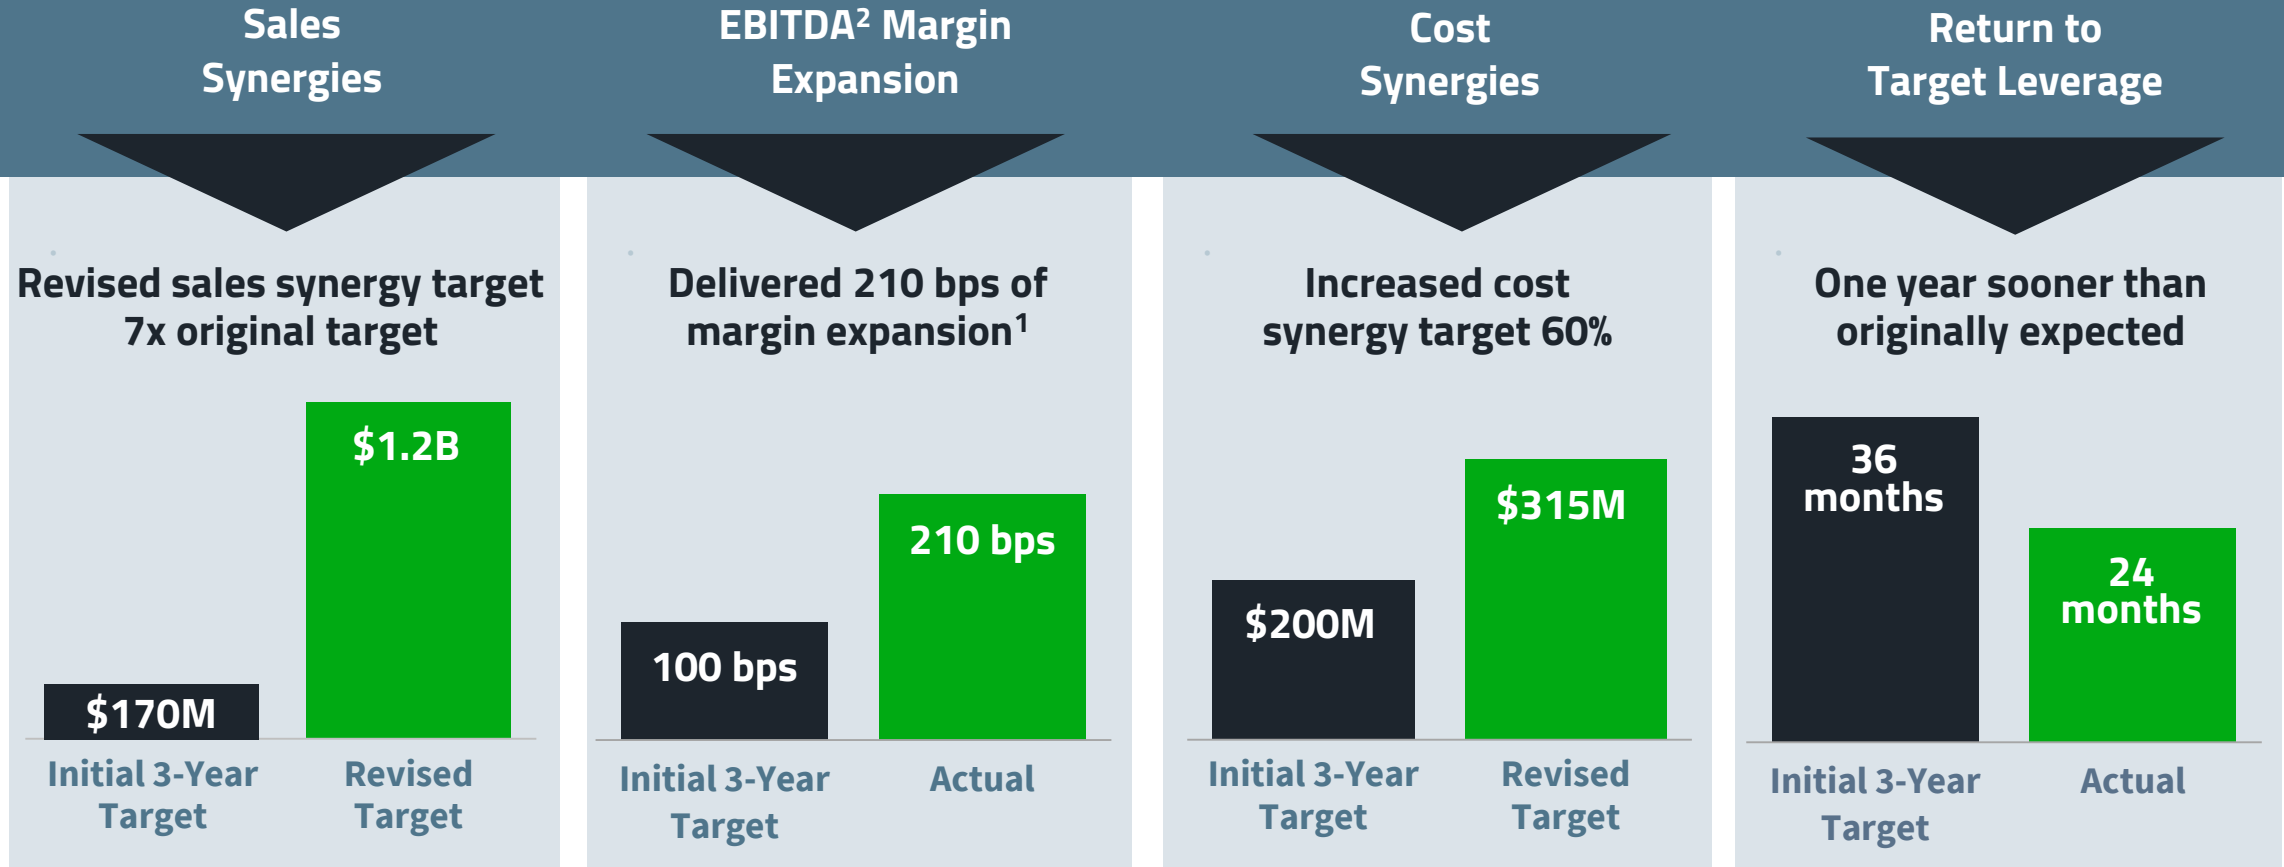 Sales
Synergies
EBITDA² Margin
Expansion
Cost
Synergies
Return to
Target Leverage
Revised sales synergy target
7x original target
$170M
$1.2B
Initial 3-Year
Target
Revised
Target
Delivered 210 bps of
margin expansion¹
100 bps
210 bps
Initial 3-Year
Target
Actual
Increased cost
synergy target 60%
$200M
$315M
Initial 3-Year
Target
Revised
Target
One year sooner than
originally expected
36
months
24
months
Initial 3-Year
Target
Actual